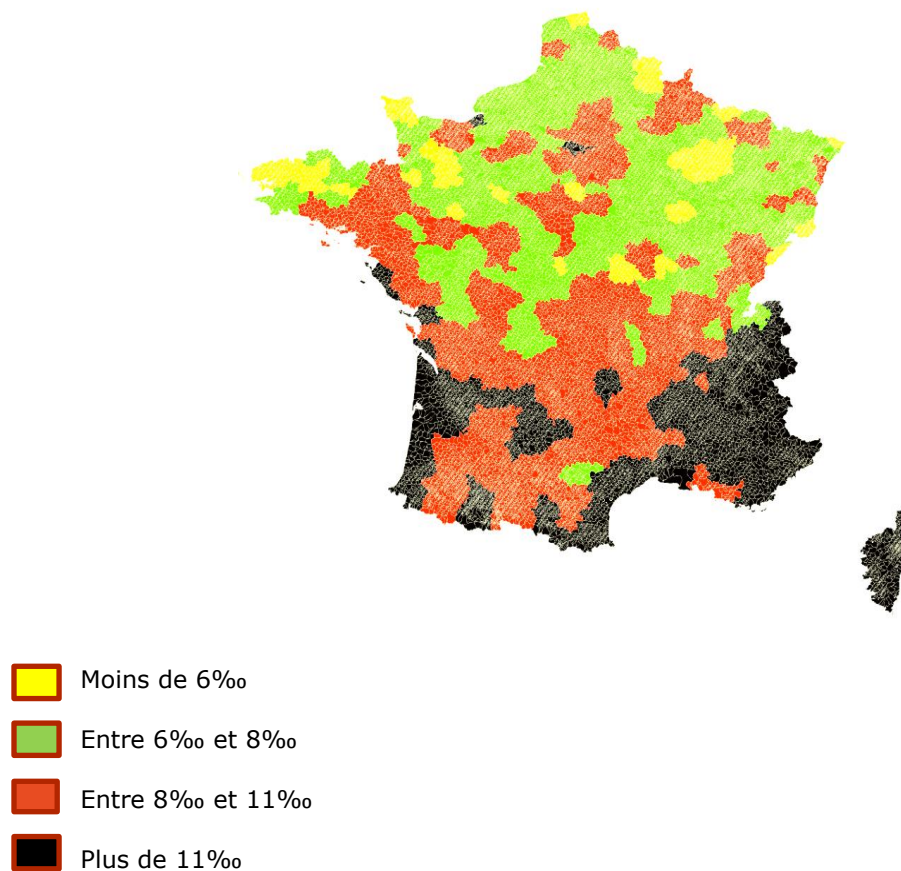 Moins de 6‰
Entre 6‰ et 8‰
Entre 8‰ et 11‰
Plus de 11‰